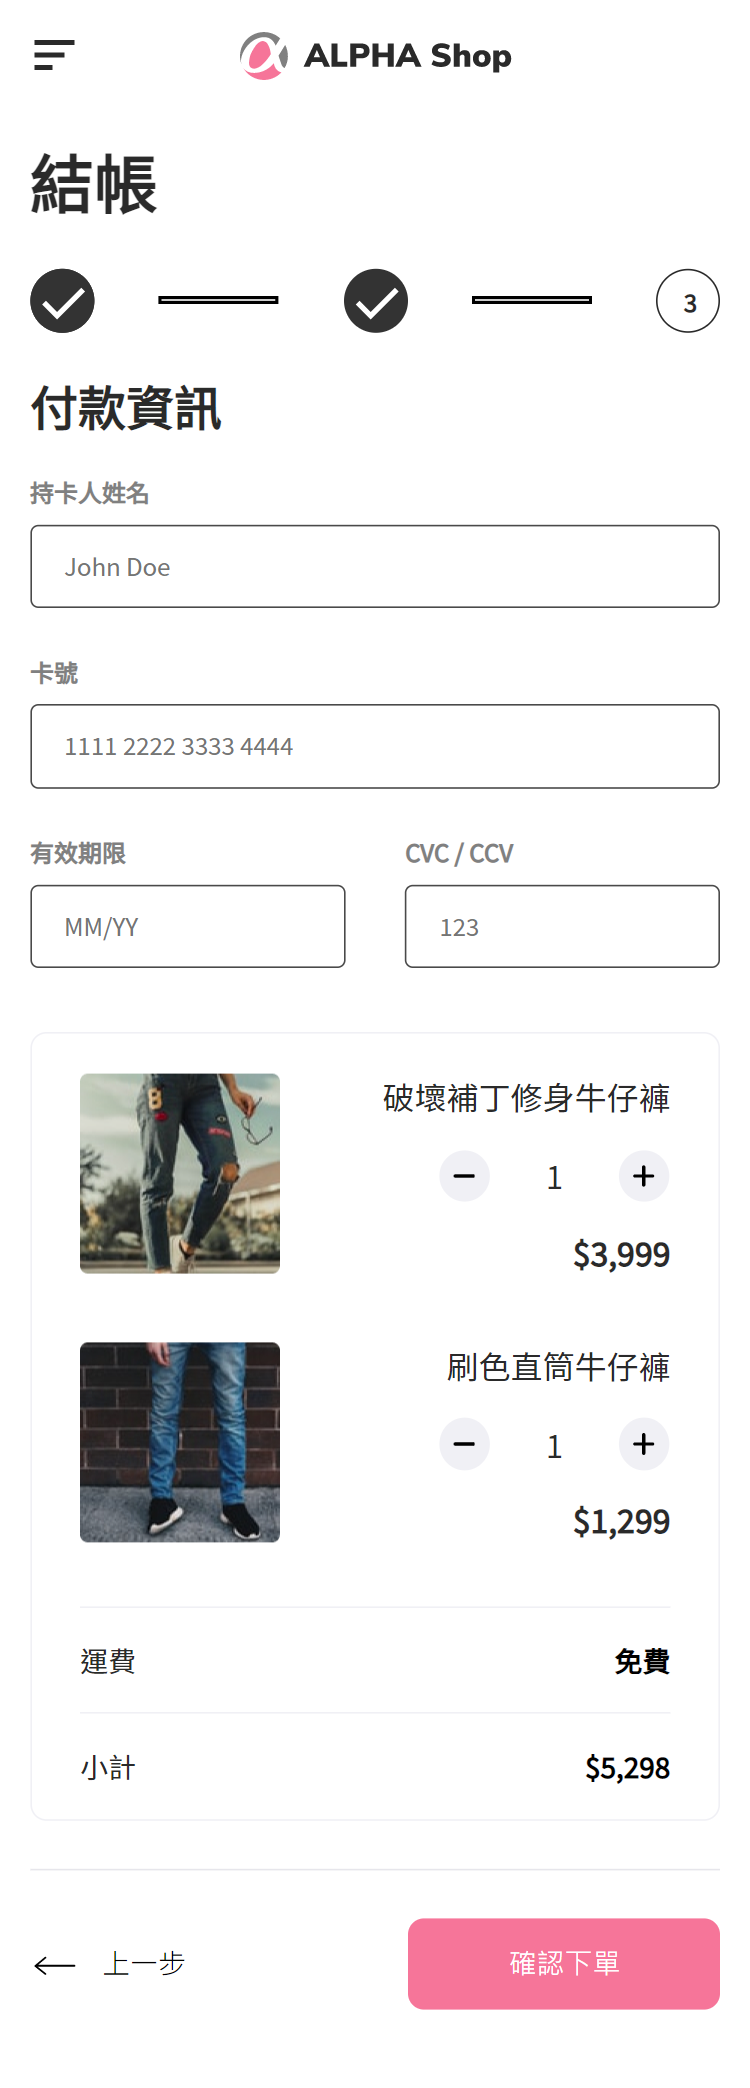 ALPHA Shop
結帳
3
付款資訊
持卡人姓名
John Doe
卡號
1111 2222 3333 4444
有效期限
CVC / CCV
MM/YY
123
破壞補丁修身牛仔褲
1
$3,999
刷色直筒牛仔褲
1
$1,299
運費
免費
小計
$5,298
上一步
確認下單